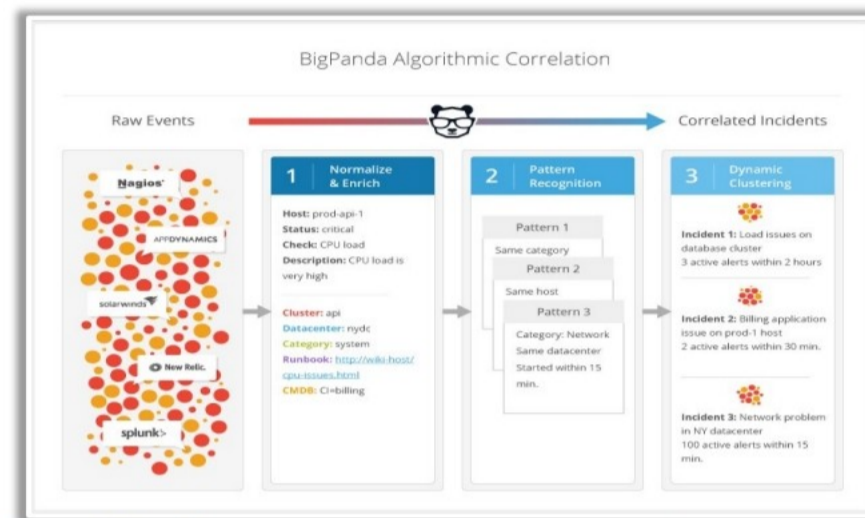 BigPanda Algorithmic Correlation
Raw Events
Correlated Incidents
Nagios®
APPDYNAMICS
solarwinds
New Relic.
splunk>
1 Normalize
& Enrich
Host: prod-api-1
Status: critical
Check: CPU load
Description: CPU load is
very high
Cluster: api
Datacenter: nydc
Category: system
Runbook: http://wiki-host/
cpu-issues.html
CMDB: CI=billing
2 Pattern
Recognition
Pattern 1
Same category
Pattern 2
Same host
Pattern 3
Category: Network
Same datacenter
Started within 15
min.
3 Dynamic
Clustering
Incident 1: Load issues on
database cluster
3 active alerts within 2 hours
Incident 2: Billing application
issue on prod-1 host
2 active alerts within 30 min.
Incident 3: Network problem
in NY datacenter
100 active alerts within 15
min.